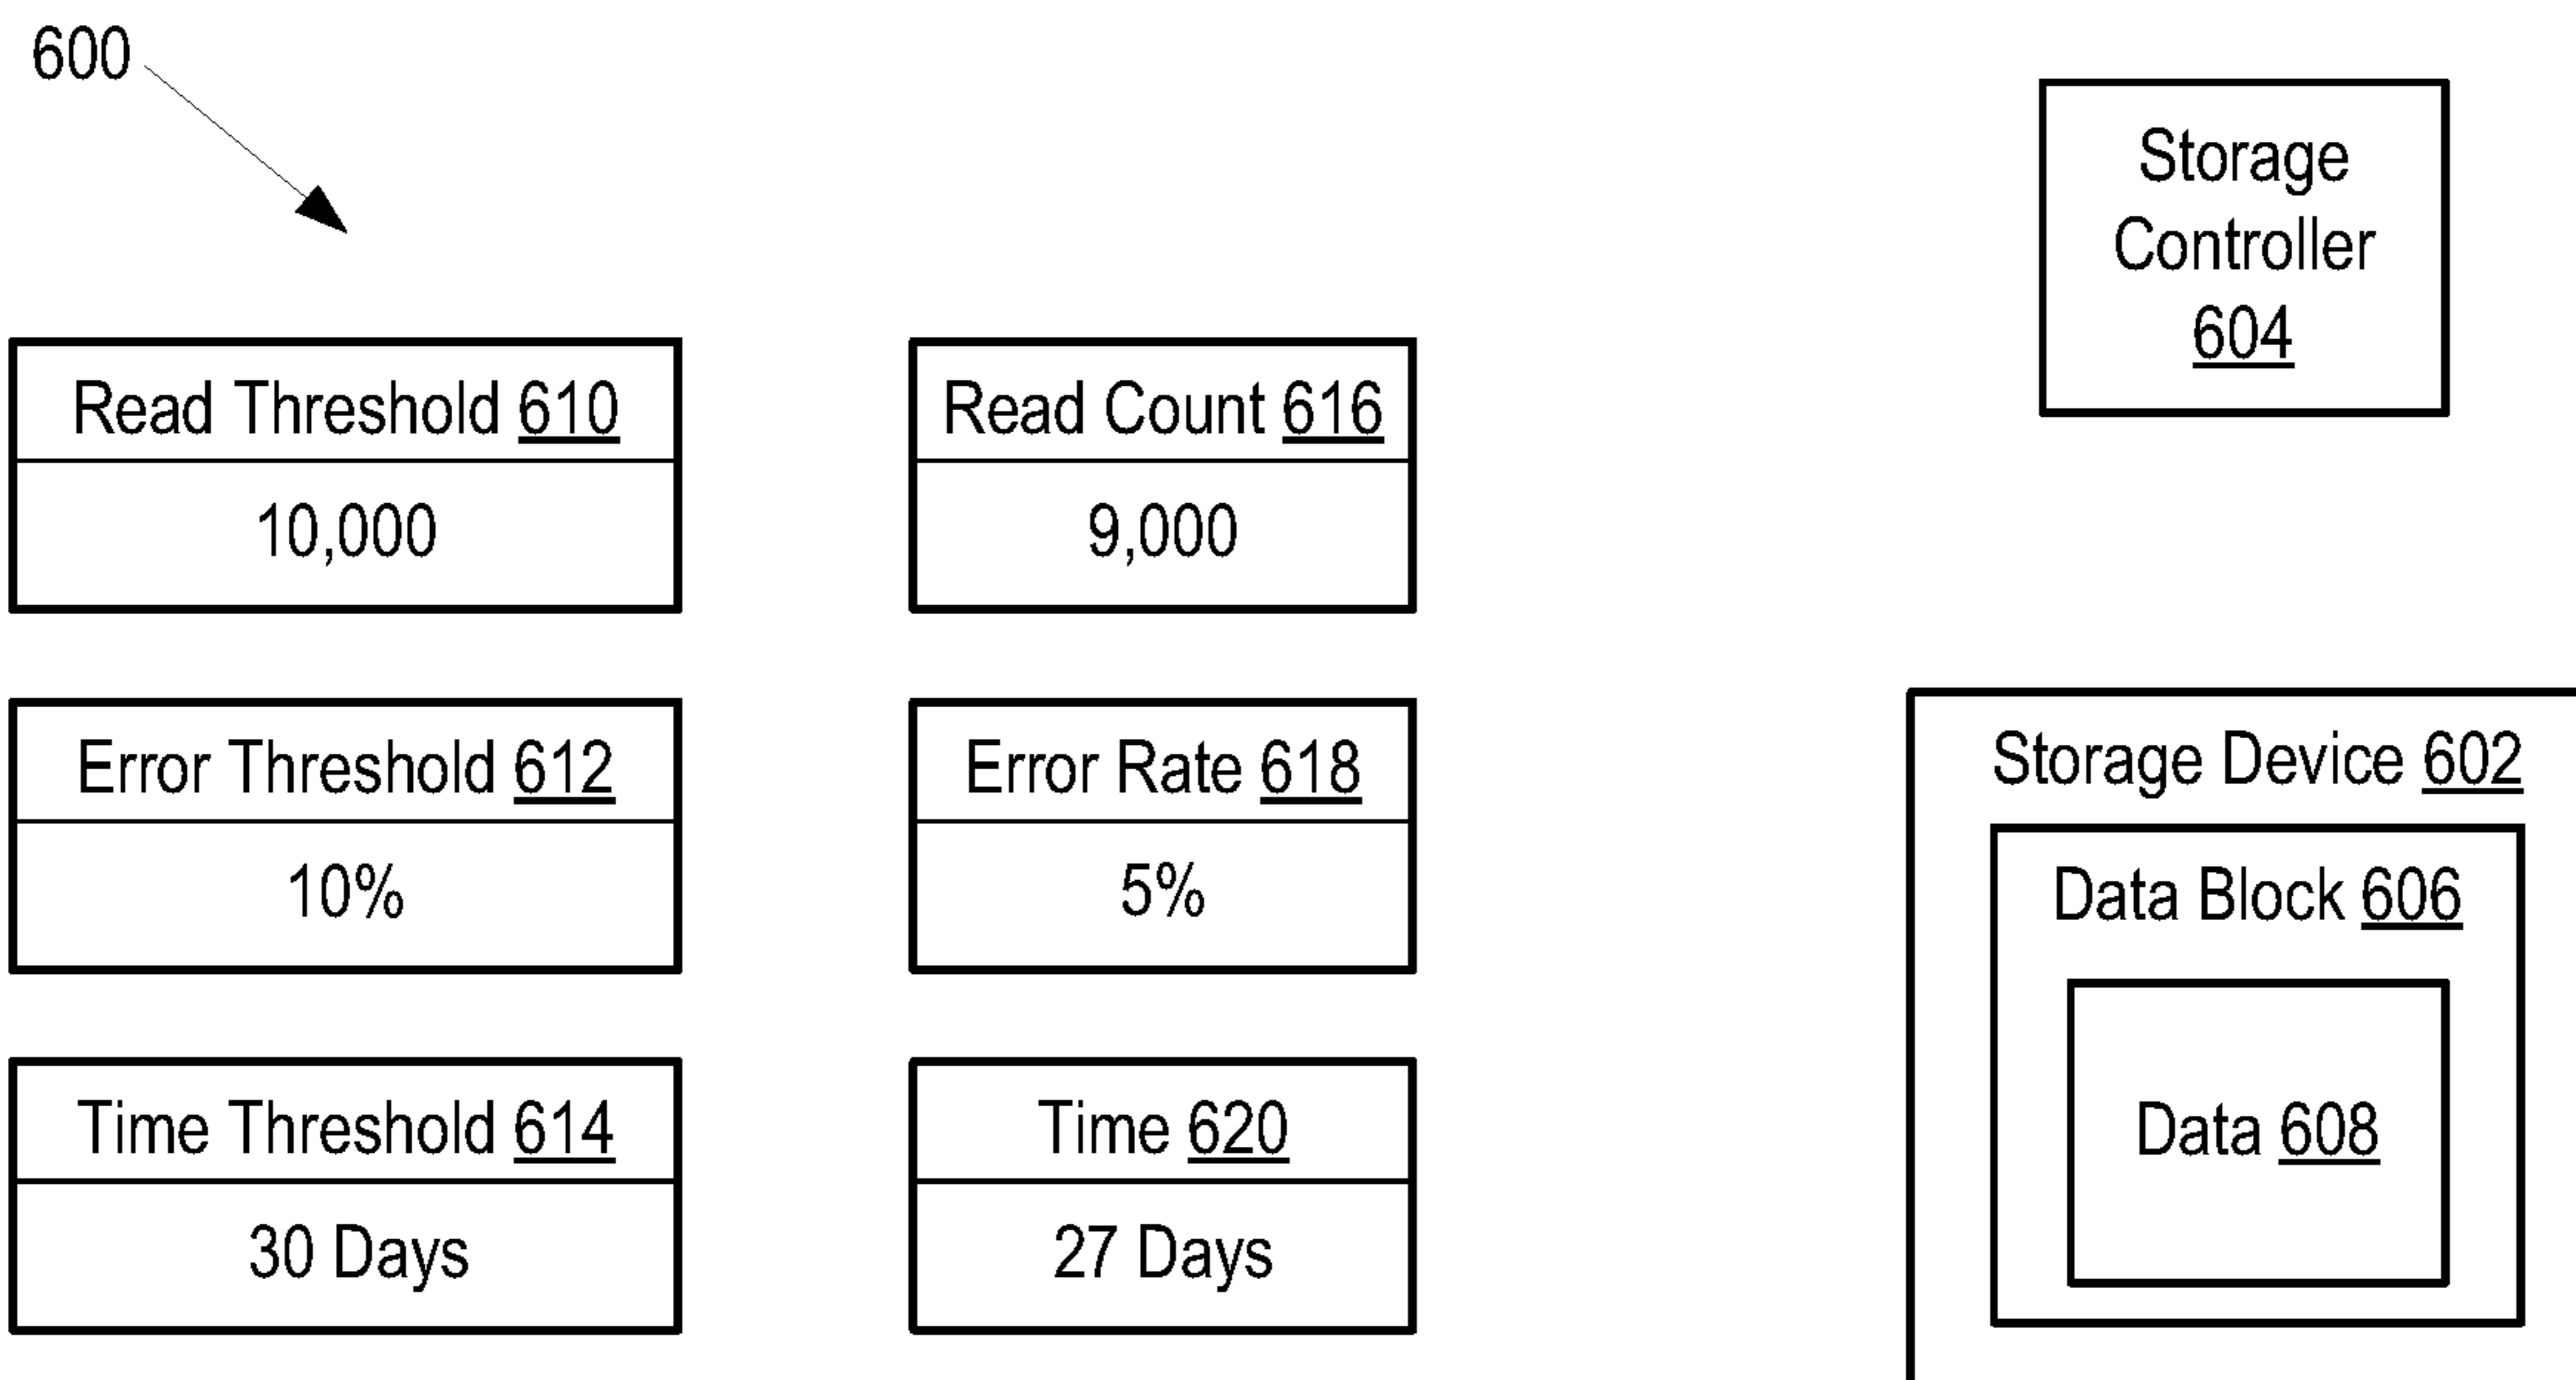 600
Storage
Controller
604
Read Threshold 610
10,000
Read Count 616
9,000
Error Threshold 612
10%
Error Rate 618
5%
Time Threshold 614
30 Days
Time 620
27 Days
Storage Device 602
Data Block 606
Data 608